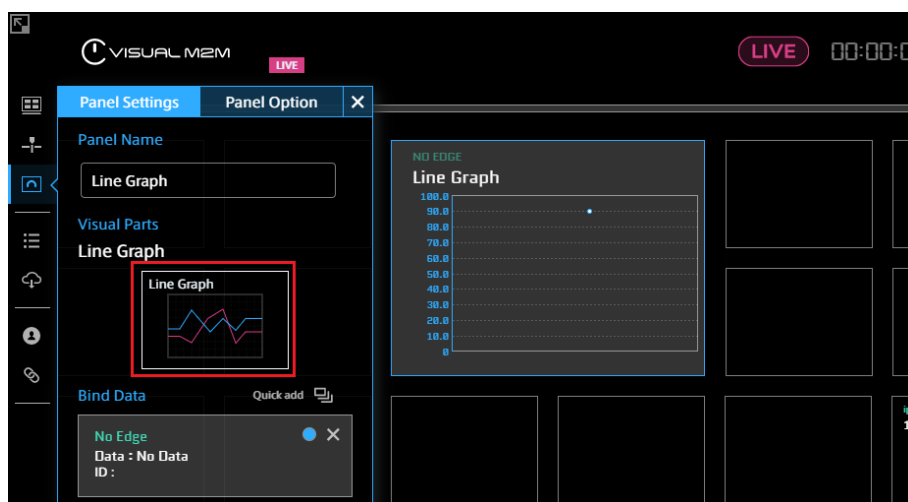 VISUAL M2M
LIVE
LIVE
00:00:0
Panel Settings
Panel Option
Panel Name
Line Graph
Visual Parts
Line Graph
Line Graph
Bind Data
Quick add
No Edge
Data : No Data
ID :
NO EDGE
Line Graph
100.0
90.0
80.0
70.0
60.0
50.0
40.0
30.0
20.0
10.0
0